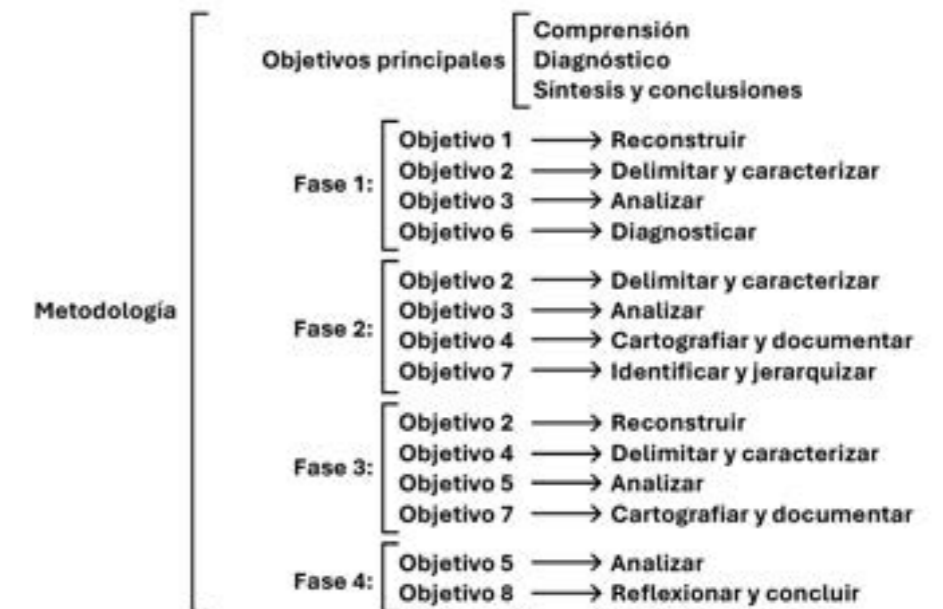 Metodología
Objetivos principales
Comprensión
Diagnóstico
Síntesis y conclusiones
Fase 1:
Objetivo 1 → Reconstruir
Objetivo 2 → Delimitar y caracterizar
Objetivo 3 → Analizar
Objetivo 6 → Diagnosticar
Fase 2:
Objetivo 2 → Delimitar y caracterizar
Objetivo 3 → Analizar
Objetivo 4 → Cartografiar y documentar
Objetivo 7 → Identificar y jerarquizar
Fase 3:
Objetivo 2 → Reconstruir
Objetivo 4 → Delimitar y caracterizar
Objetivo 5 → Analizar
Objetivo 7 → Cartografiar y documentar
Fase 4:
Objetivo 5 → Analizar
Objetivo 8 → Reflexionar y concluir